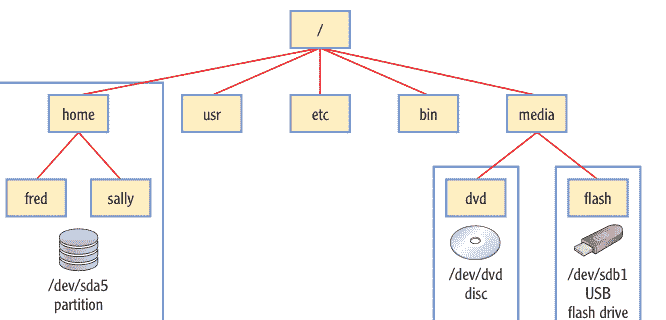 /
home
usr
etc
bin
media
fred
sally
dvd
flash
/dev/sda5
partition
/dev/dvd
disc
/dev/sdb1
USB
flash drive